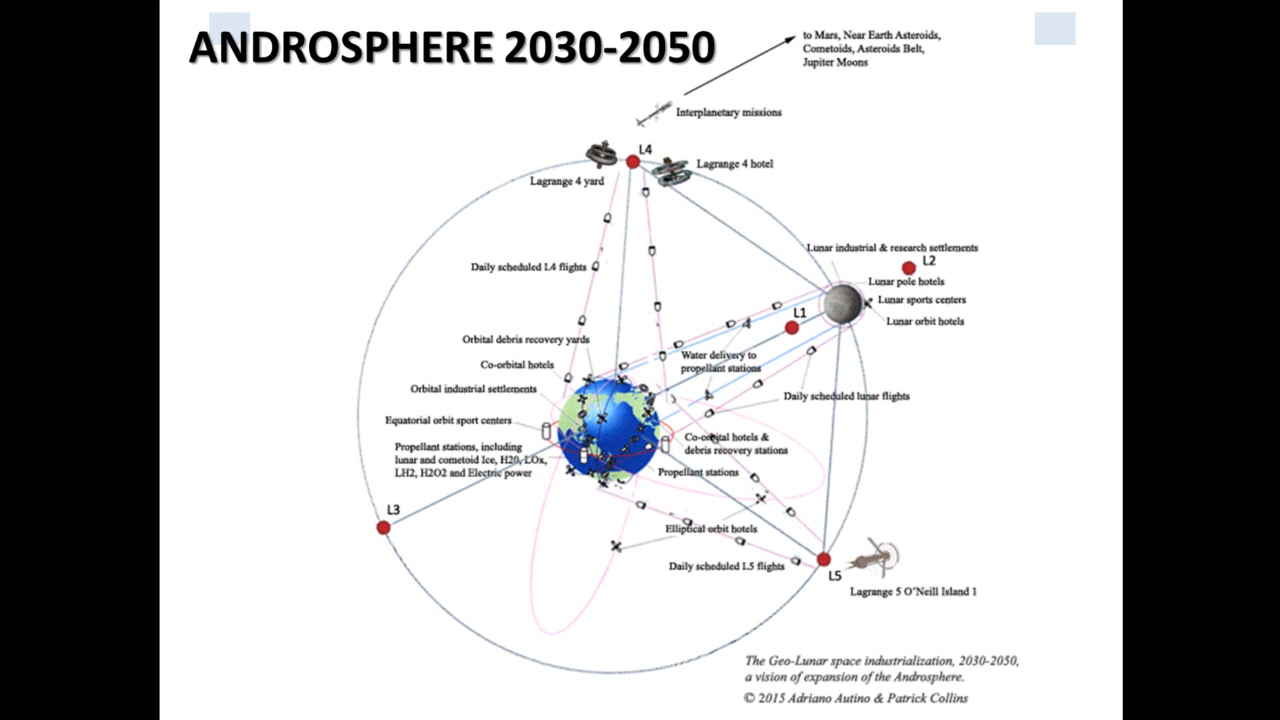 ANDROSPHERE 2030-2050
to Mars, Near Earth Asteroids,
Cometoids, Asteroids Belt,
Jupiter Moons
Interplanetary missions
L4
Lagrange 4 hotel
Lagrange 4 yard
Lunar industrial & research settlements
L2
Daily scheduled L4 flights
Lunar pole hotels
Lunar sports centers
L1
Lunar orbit hotels
Orbital debris recovery yards
Water delivery to
propellant stations
Co-orbital hotels
Orbital industrial settlements
Daily scheduled lunar flights
Equatorial orbit sport centers
Co-orbital hotels &
debris recovery stations
Propellant stations, including
lunar and cometoid Ice, H20, LOx,
LH2, H2O2 and Electric power
Propellant stations
L3
Elliptical orbit hotels
Daily scheduled L5 flights
L5
Lagrange 5 O'Neill Island 1
The Geo-Lunar space industrialization, 2030-2050,
a vision of expansion of the Androsphere.
© 2015 Adriano Autino & Patrick Collins